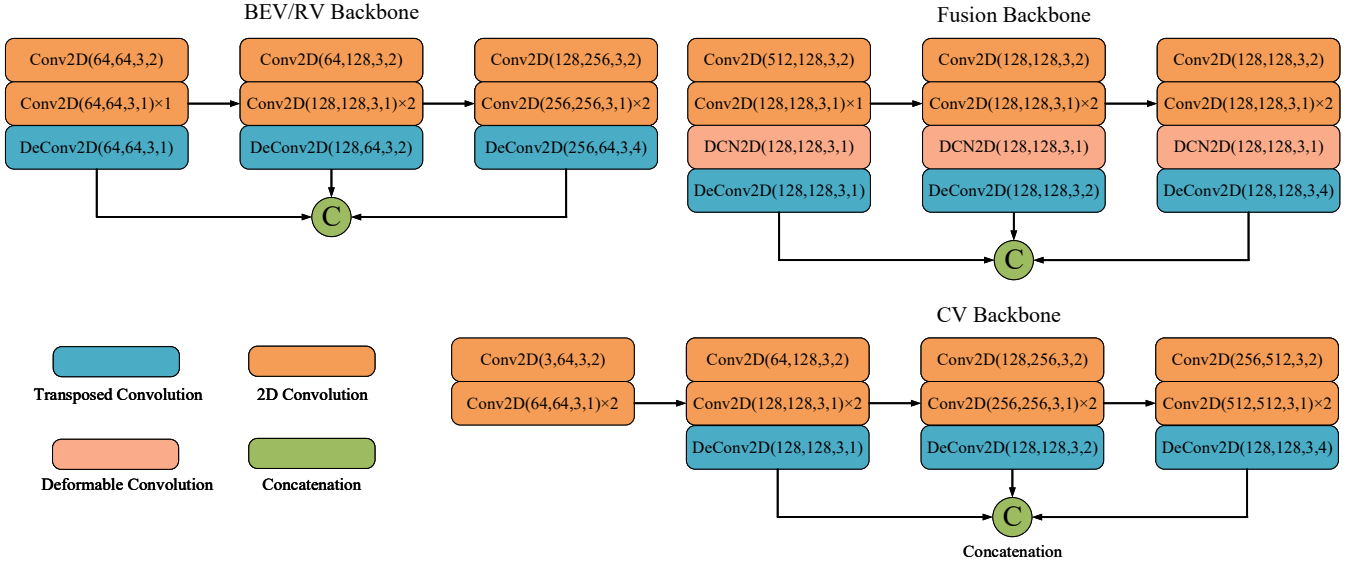 BEV/RV Backbone
Conv2D(64,64,3,2)
Conv2D(64,64,3,1)×1
DeConv2D(64,64,3,1)
Conv2D(64,128,3,2)
Conv2D(128,128,3,1)×2
DeConv2D(128,64,3,2)
Conv2D(128,256,3,2)
Conv2D(256,256,3,1)×2
DeConv2D(256,64,3,4)
C
Fusion Backbone
Conv2D(512,128,3,2)
Conv2D(128,128,3,1)×1
DCN2D(128,128,3,1)
DeConv2D(128,128,3,1)
Conv2D(128,128,3,2)
Conv2D(128,128,3,1)×2
DCN2D(128,128,3,1)
DeConv2D(128,128,3,2)
Conv2D(128,128,3,2)
Conv2D(128,128,3,1)×2
DCN2D(128,128,3,1)
DeConv2D(128,128,3,4)
C
Transposed Convolution
2D Convolution
Deformable Convolution
Concatenation
CV Backbone
Conv2D(3,64,3,2)
Conv2D(64,64,3,1)×2
Conv2D(64,128,3,2)
Conv2D(128,128,3,1)×2
DeConv2D(128,128,3,1)
Conv2D(128,256,3,2)
Conv2D(256,256,3,1)×2
DeConv2D(128,128,3,2)
Conv2D(256,512,3,2)
Conv2D(512,512,3,1)×2
DeConv2D(128,128,3,4)
C
Concatenation